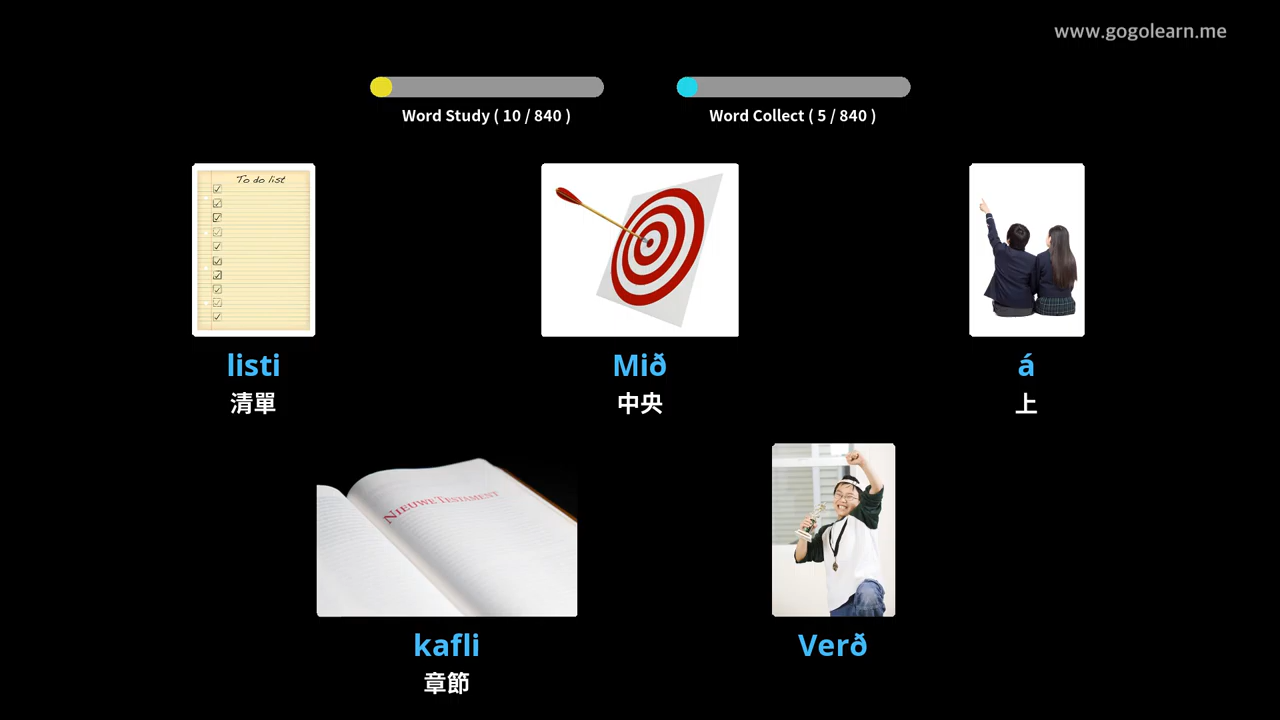 www.gogolearn.me
Word Study ( 10 / 840 )
Word Collect ( 5 / 840 )
To do list
listi
清單
Mið
中央
á
上
NIEUWE TESTAMENT
kafli
章節
Verð